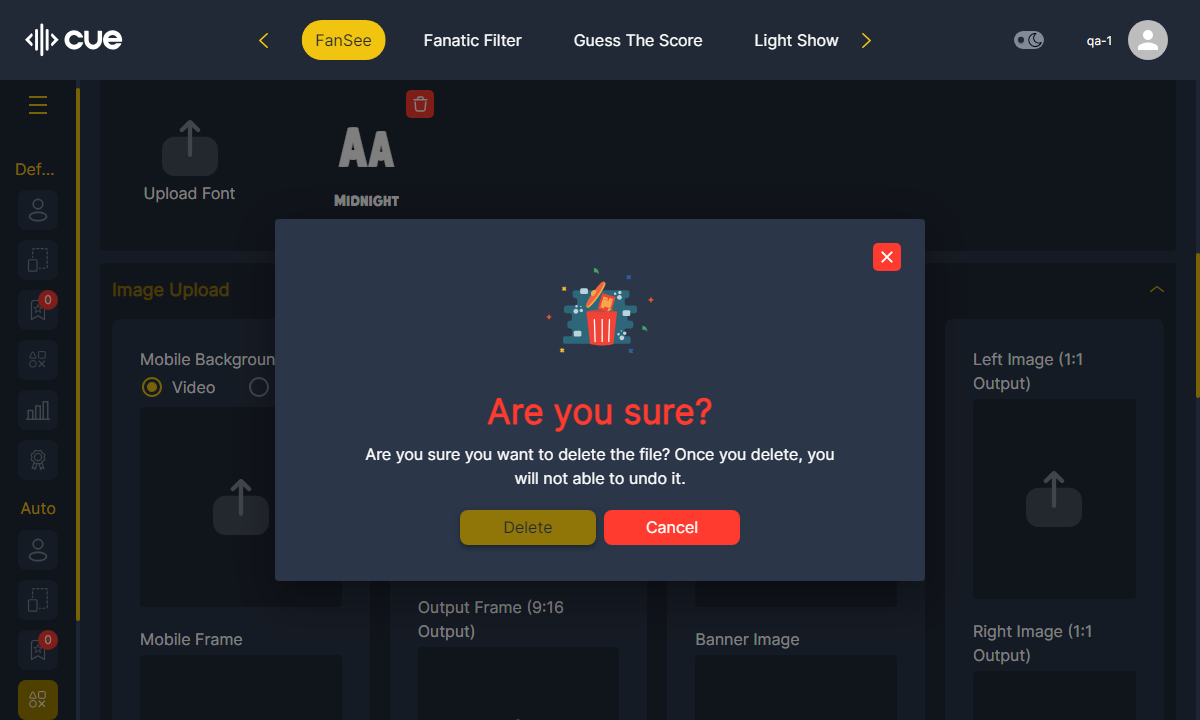 cue
FanSee
Fanatic Filter
Guess The Score
Light Show
qa-1
Def...
0
Auto
0
Upload Font
AA
MIDNIGHT
Image Upload
Mobile Backgroun
Video
Mobile Frame
Output Frame (9:16
Output)
Banner Image
Left Image (1:1
Output)
Right Image (1:1
Output)
Are you sure?
Are you sure you want to delete the file? Once you delete, you
will not able to undo it.
Delete
Cancel